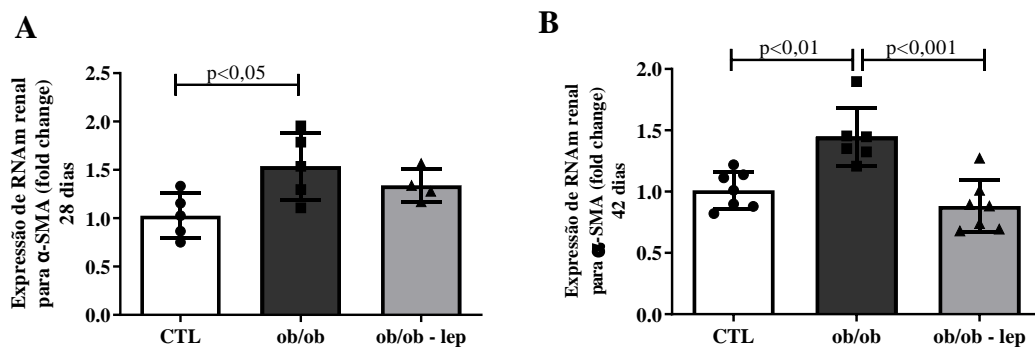 A
Expressão de RNAm renal
para α-SMA (fold change)
28 dias
2.5
2.0
1.5
1.0
0.5
0.0
p<0,05
CTL
ob/ob
ob/ob - lep
B
Expressão de RNAm renal
para α-SMA (fold change)
42 dias
2.0
1.5
1.0
0.5
0.0
p<0,01
p<0,001
CTL
ob/ob
ob/ob - lep